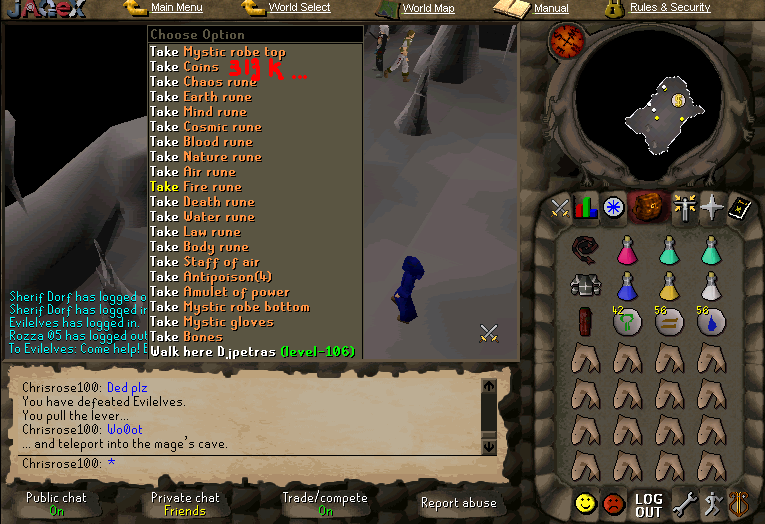 JAGEX
Main Menu
World Select
World Map
Manual
Rules & Security
Choose Option
Take Mystic robe top
Take Coins 313 K ...
Take Chaos rune
Take Earth rune
Take Mind rune
Take Cosmic rune
Take Blood rune
Take Nature rune
Take Air rune
Take Fire rune
Take Death rune
Take Water rune
Take Law rune
Take Body rune
Take Staff of air
Take Antipoison(4)
Take Amulet of power
Take Mystic robe bottom
Take Mystic gloves
Take Bones
Walk here Djpetras (level-106)
Sherif Dorf has logged o
Sherif Dorf has logged in
Evilelves has logged in.
Rozza 05 has logged out
To Evilelves: Come help! E
42
56
56
Chrisrose100: Ded plz
You have defeated Evilelves.
You pull the lever...
Chrisrose100: Wo0ot
... and teleport into the mage's cave.
Chrisrose100: *
Public chat
On
Private chat
Friends
Trade/compete
On
Report abuse
LOG
OUT